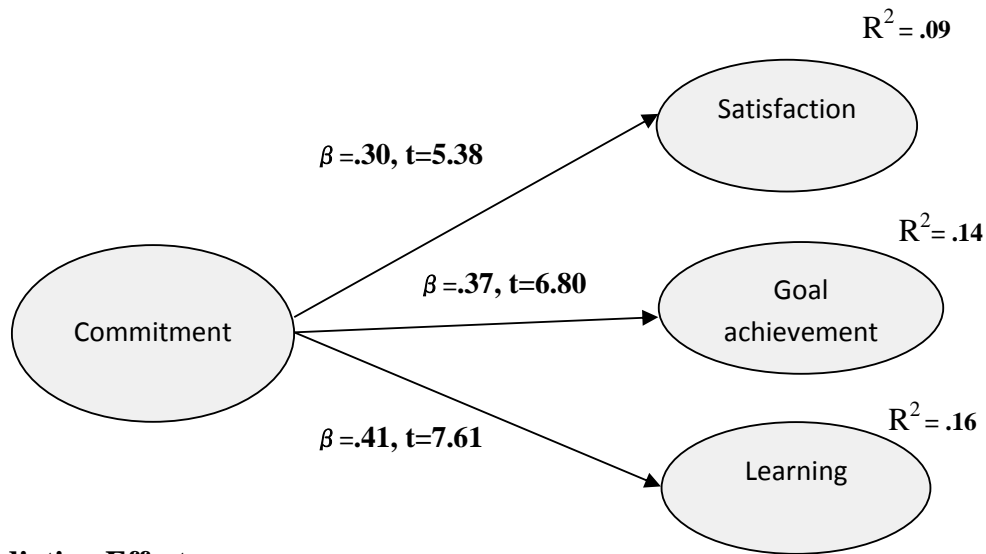 R² = .09
Satisfaction
β =.30, t=5.38
R²= .14
β =.37, t=6.80
Goal
achievement
Commitment
R² = .16
β =.41, t=7.61
Learning